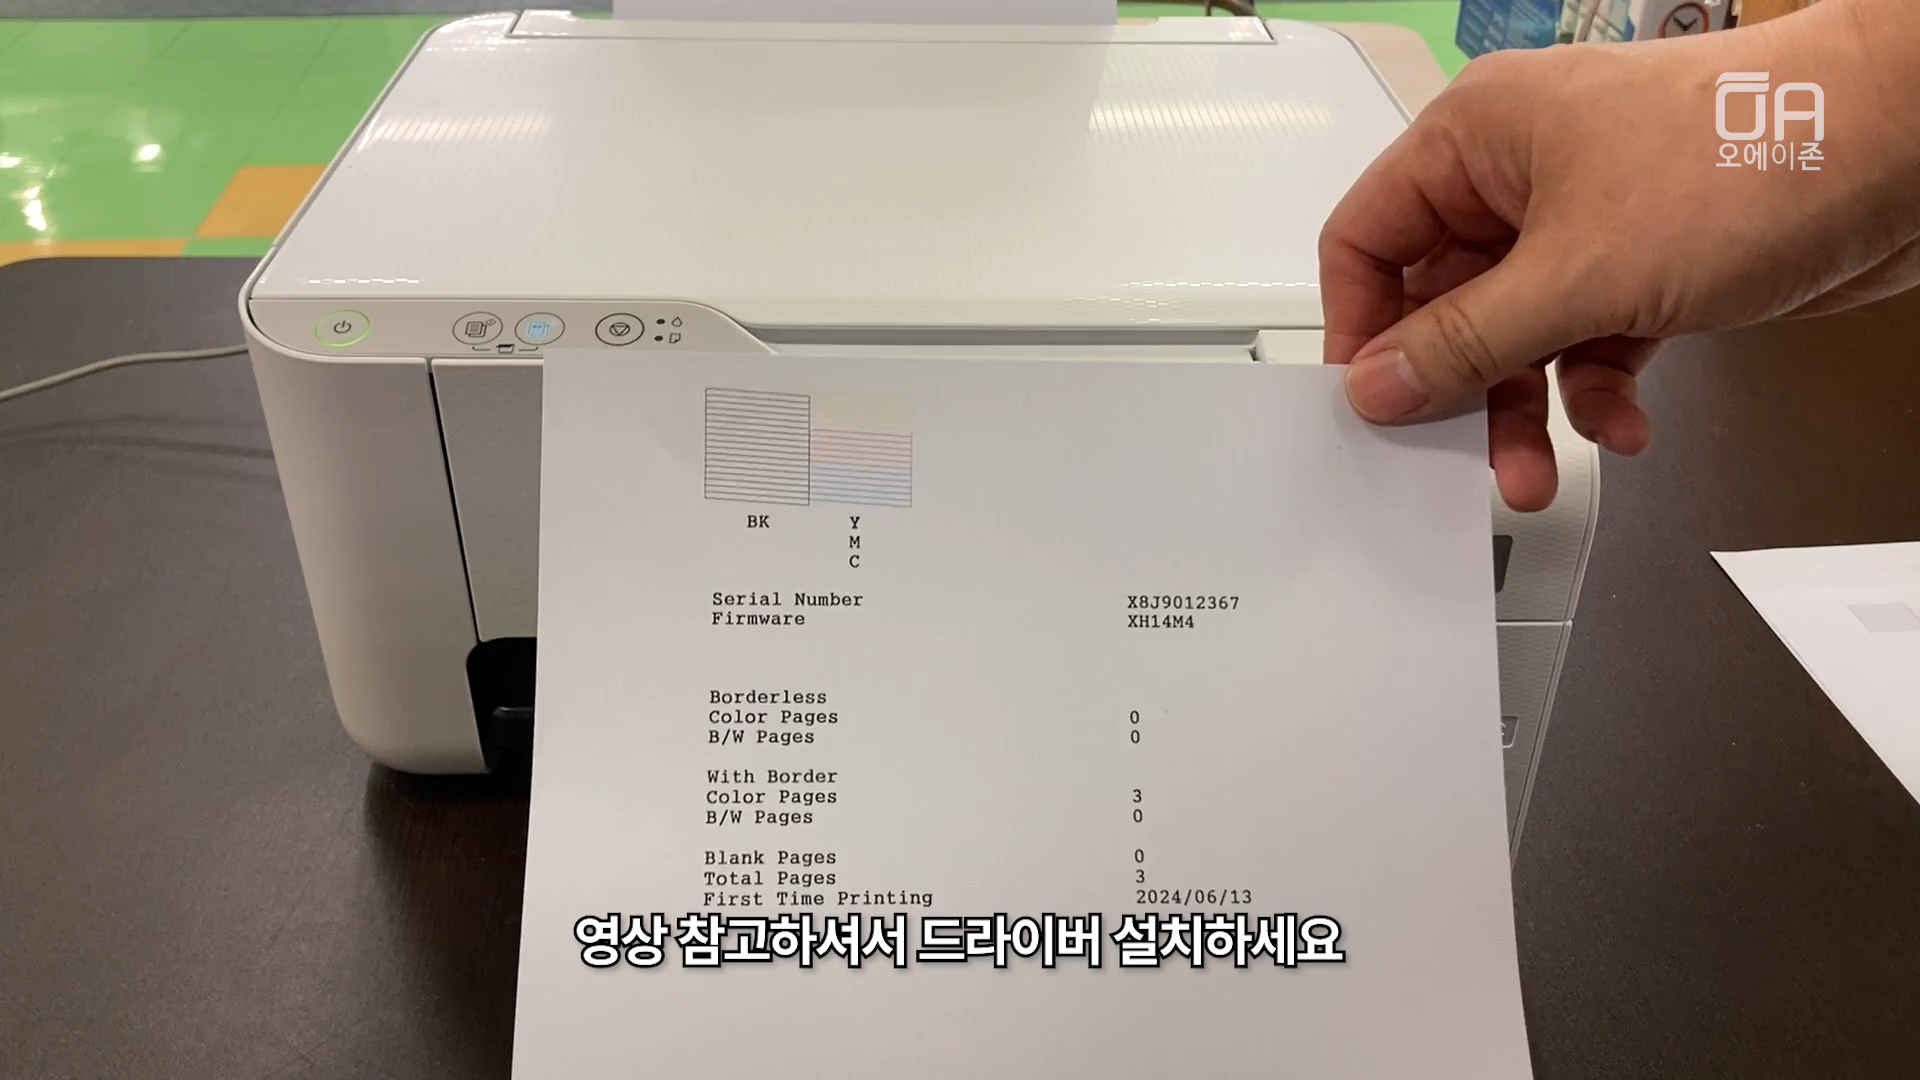 OA
오에이존
BK
Y
M
C
Serial Number X8J9012367
Firmware XH14M4
Borderless
Color Pages 0
B/W Pages 0
With Border
Color Pages 3
B/W Pages 0
Blank Pages 0
Total Pages 3
First Time Printing 2024/06/13
영상 참고하셔서 드라이버 설치하세요